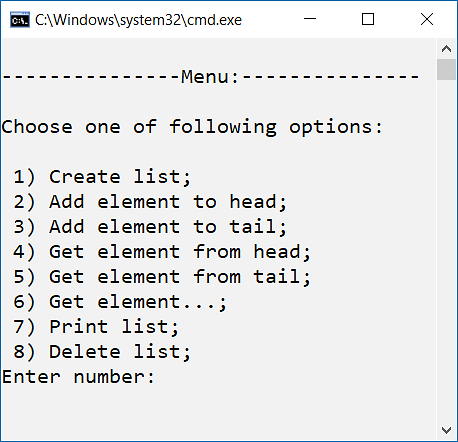 C:\Windows\system32\cmd.exe
---------------Menu:---------------
Choose one of following options:
1) Create list;
2) Add element to head;
3) Add element to tail;
4) Get element from head;
5) Get element from tail;
6) Get element...;
7) Print list;
8) Delete list;
Enter number: